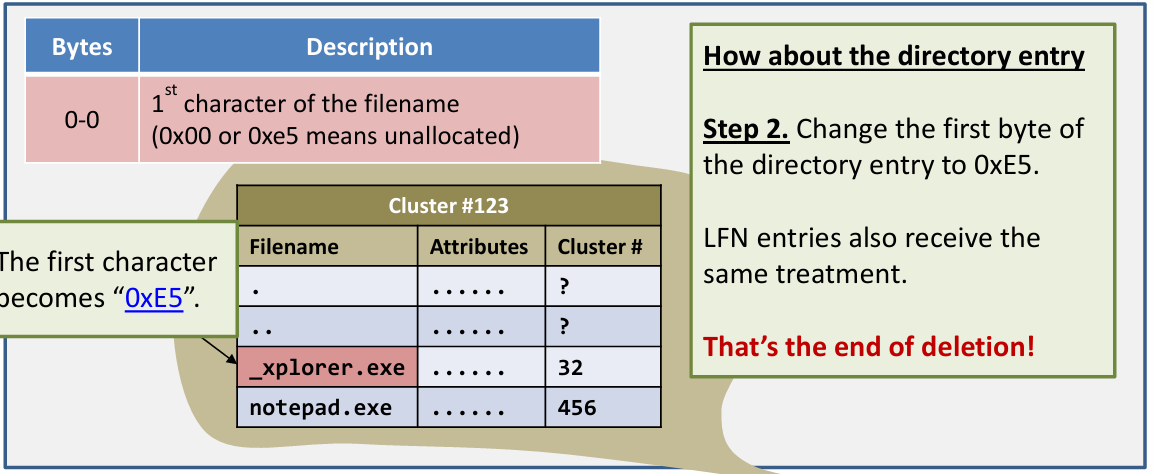 Bytes Description
0-0 1st character of the filename
(0x00 or 0xe5 means unallocated)
How about the directory entry
Step 2. Change the first byte of
the directory entry to 0xE5.
LFN entries also receive the
same treatment.
That's the end of deletion!
The first character
becomes “0xE5”.
Cluster #123
Filename Attributes Cluster #
. ...... ?
.. ...... ?
_xplorer.exe ...... 32
notepad.exe ...... 456